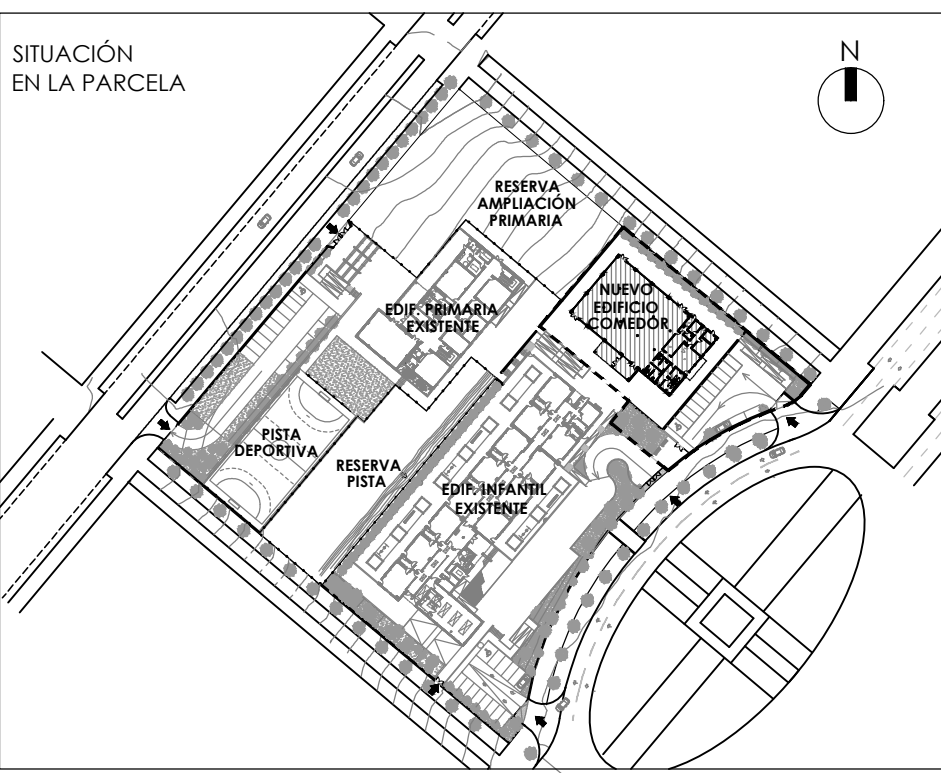 SITUACIÓN
EN LA PARCELA
N
RESERVA
AMPLIACIÓN
PRIMARIA
NUEVO
EDIFICIO
COMEDOR
EDIF. PRIMARIA
EXISTENTE
PISTA
DEPORTIVA
RESERVA
PISTA
EDIF. INFANTIL
EXISTENTE